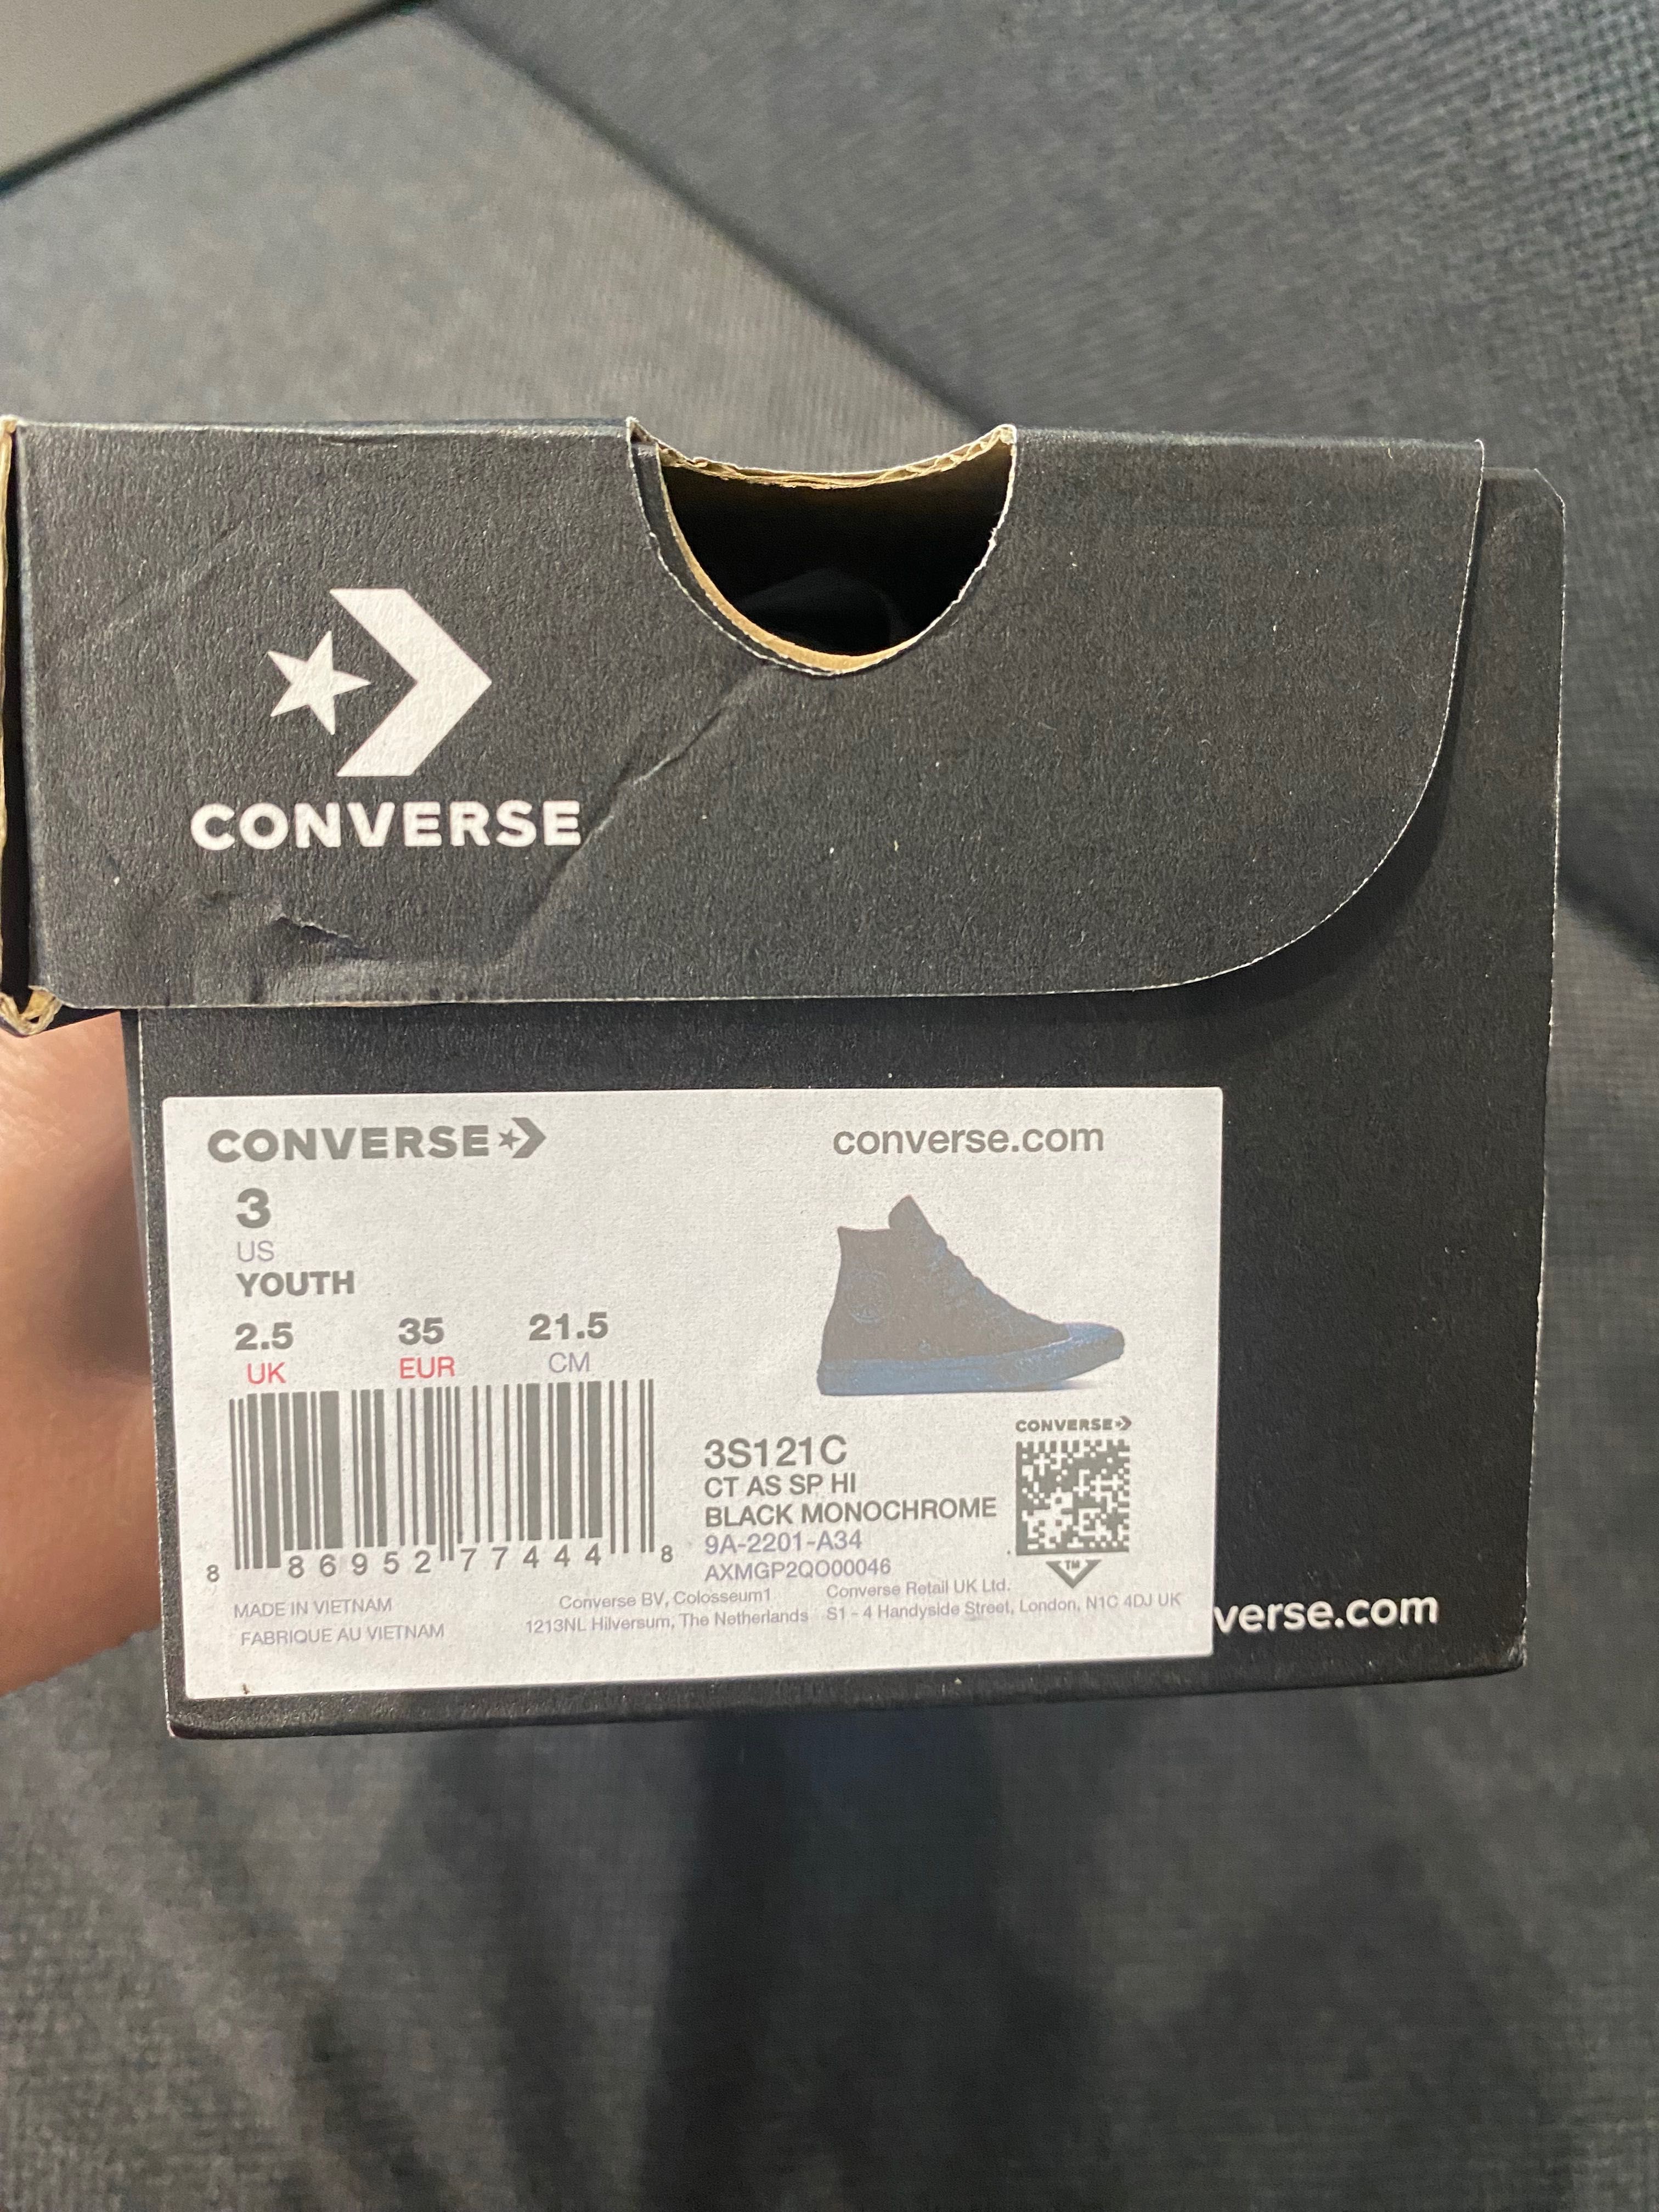 CONVERSE
CONVERSE
converse.com
3
US
YOUTH
2.5 35 21.5
UK EUR CM
8 86952 77444 8
3S121C
CT AS SP HI
BLACK MONOCHROME
9A-2201-A34
AXMGP2QO00046
CONVERSE
TM
MADE IN VIETNAM
FABRIQUE AU VIETNAM
Converse BV, Colosseum1
1213NL Hilversum, The Netherlands
Converse Retail UK Ltd.
S1 - 4 Handyside Street, London, N1C 4DJ UK
verse.com